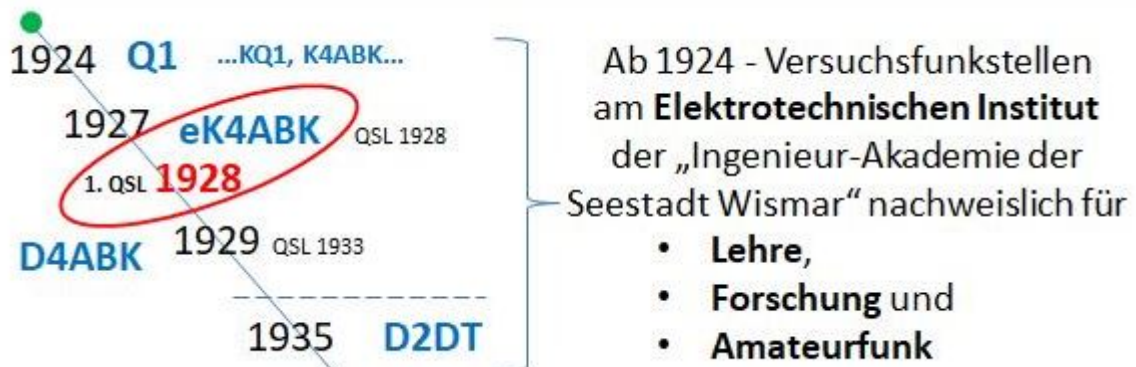 1924 Q1 ...KQ1, K4ABK...
1927 eK4ABK QSL 1928
1. QSL 1928
D4ABK 1929 QSL 1933
1935 D2DT
Ab 1924 - Versuchsfunkstellen
am Elektrotechnischen Institut
der „Ingenieur-Akademie der
Seestadt Wismar“ nachweislich für
• Lehre,
• Forschung und
• Amateurfunk